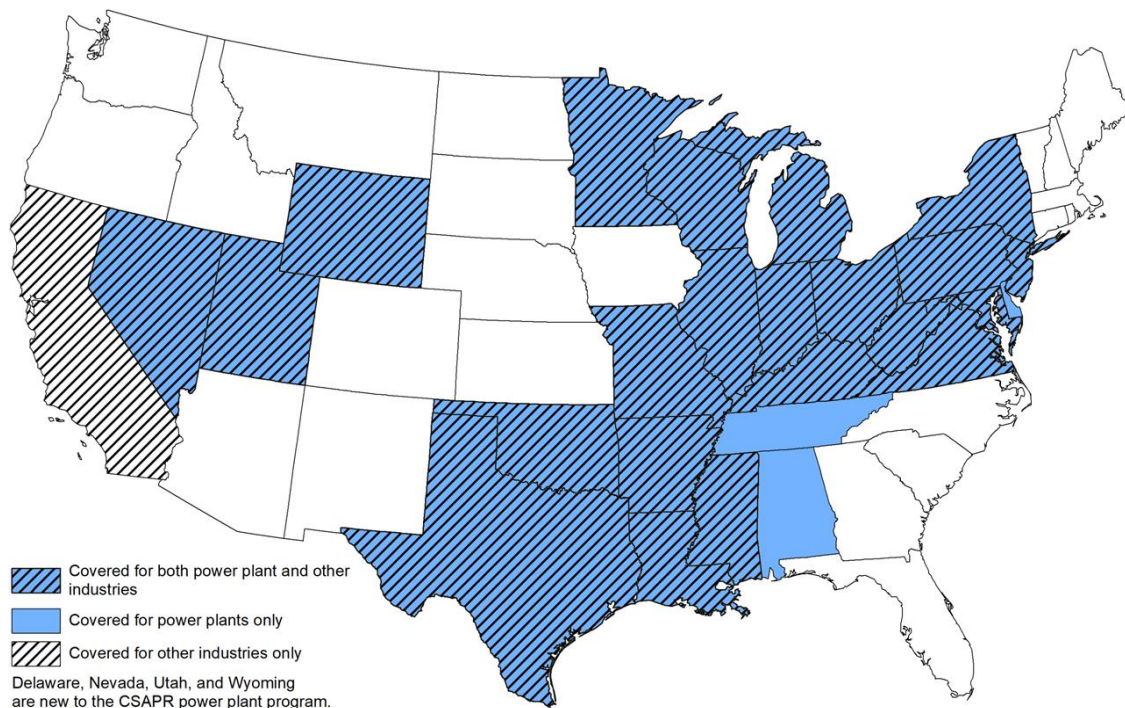 Covered for both power plant and other
industries
Covered for power plants only
Covered for other industries only
Delaware, Nevada, Utah, and Wyoming
are new to the CSAPR power plant program.